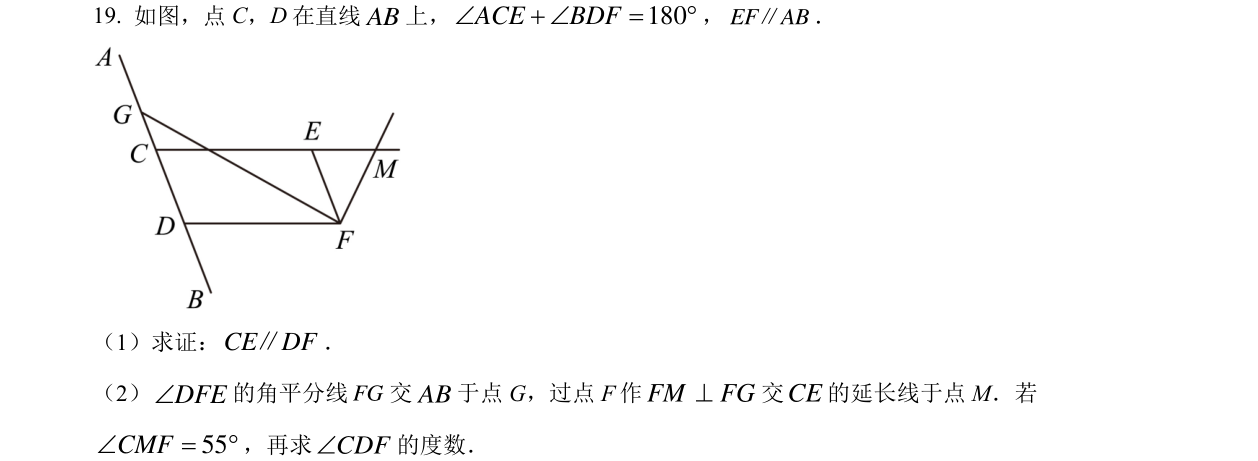 19. 如图，点 C，D 在直线 AB 上，∠ACE + ∠BDF = 180°，EF∥AB．
A
G
E
C
M
D
F
B
（1）求证：CE∥DF．
（2）∠DFE 的角平分线 FG 交 AB 于点 G，过点 F 作 FM ⊥ FG 交 CE 的延长线于点 M．若
∠CMF = 55°，再求 ∠CDF 的度数．